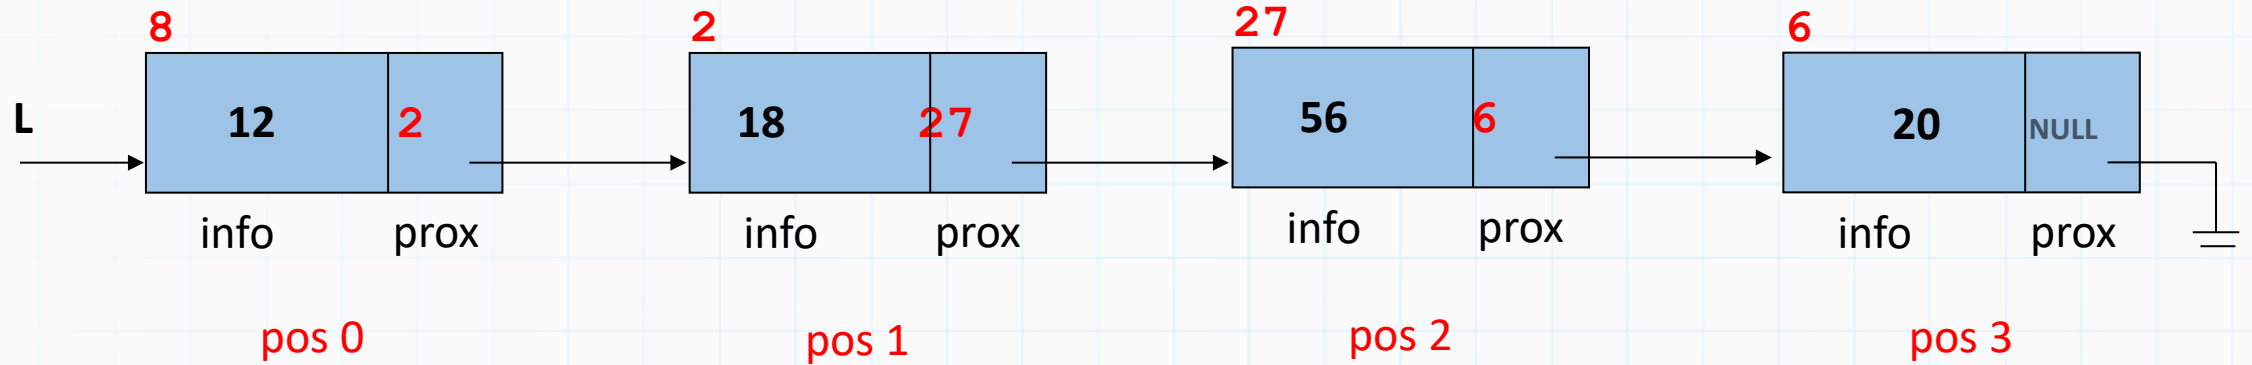 8 2 27 6
L 12 2 18 27 56 6 20 NULL
info prox info prox info prox info prox
pos 0 pos 1 pos 2 pos 3